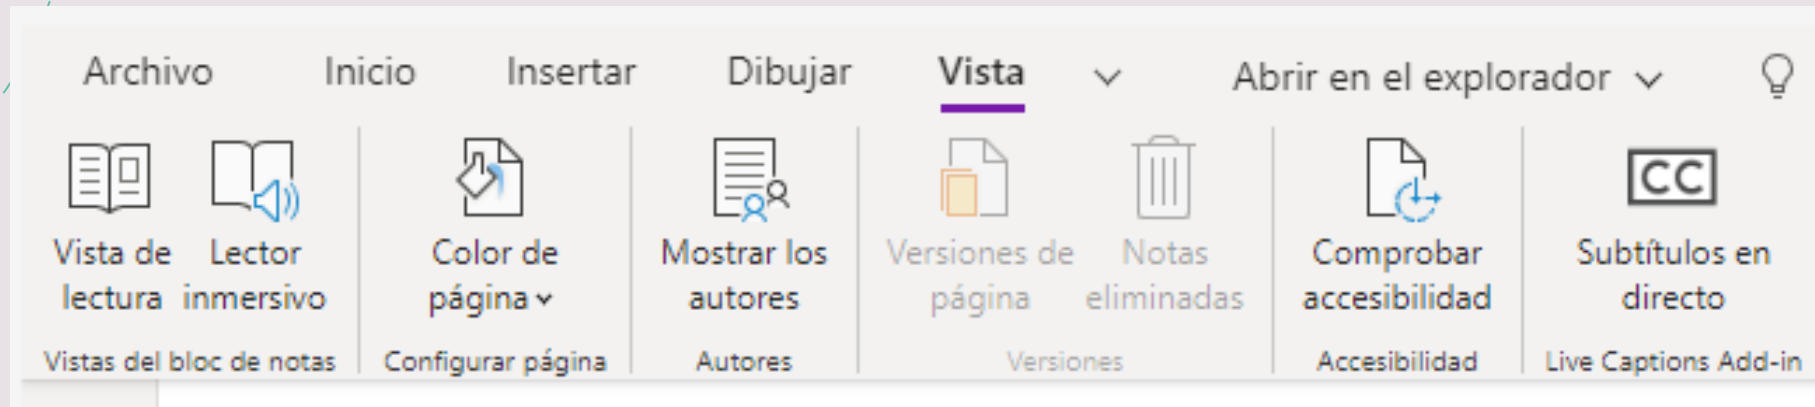 Archivo Inicio Insertar Dibujar Vista Abrir en el explorador
Vista de lectura
Lector inmersivo
Color de página
Mostrar los autores
Versiones de página
Notas eliminadas
Comprobar accesibilidad
CC
Subtítulos en directo
Vistas del bloc de notas Configurar página Autores Versiones Accesibilidad Live Captions Add-in